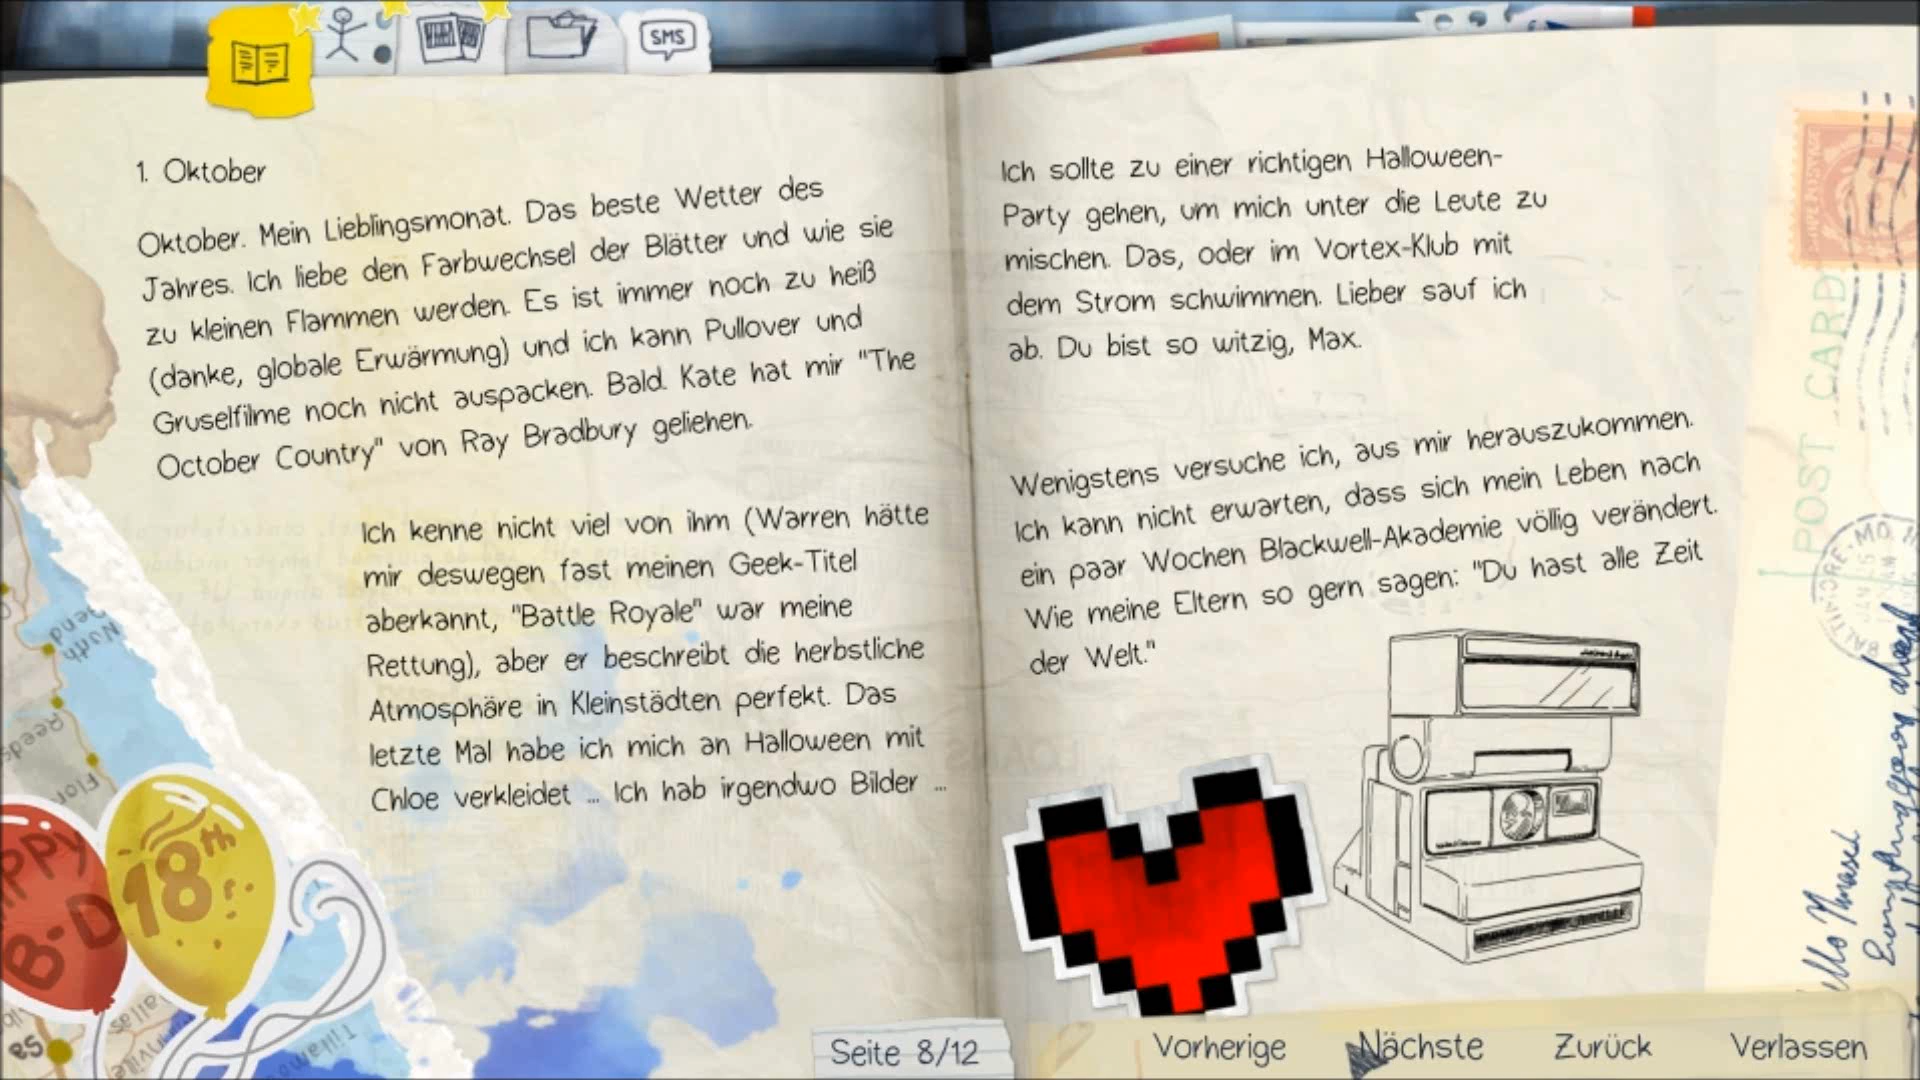 SMS
1. Oktober
Oktober. Mein Lieblingsmonat. Das beste Wetter des
Jahres. Ich liebe den Farbwechsel der Blätter und wie sie
zu kleinen Flammen werden. Es ist immer noch zu heiß
(danke, globale Erwärmung) und ich kann Pullover und
Gruselfilme noch nicht auspacken. Bald. Kate hat mir "The
October Country" von Ray Bradbury geliehen.
Ich kenne nicht viel von ihm (Warren hätte
mir deswegen fast meinen Geek-Titel
aberkannt, "Battle Royale" war meine
Rettung), aber er beschreibt die herbstliche
Atmosphäre in Kleinstädten perfekt. Das
letzte Mal habe ich mich an Halloween mit
Chloe verkleidet ... Ich hab irgendwo Bilder ...
Ich sollte zu einer richtigen Halloween-
Party gehen, um mich unter die Leute zu
mischen. Das, oder im Vortex-Klub mit
dem Strom schwimmen. Lieber sauf ich
ab. Du bist so witzig, Max.
Wenigstens versuche ich, aus mir herauszukommen.
Ich kann nicht erwarten, dass sich mein Leben nach
ein paar Wochen Blackwell-Akademie völlig verändert.
Wie meine Eltern so gern sagen: "Du hast alle Zeit
der Welt."
POST CARD
North
Bend
B-D
18th
Seite 8/12
Vorherige
Nächste
Zurück
Verlassen